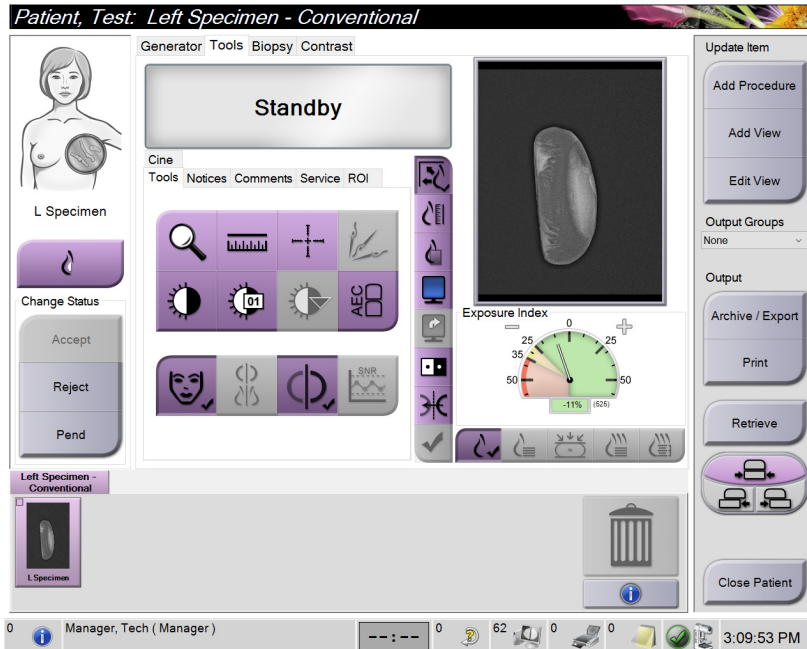 Patient, Test: Left Specimen - Conventional
Generator Tools Biopsy Contrast
Standby
Cine
Tools Notices Comments Service ROI
01
AEC
SNR
L Specimen
Change Status
Accept
Reject
Pend
Exposure Index
0
25 25
35
50 50
-11% (525)
Update Item
Add Procedure
Add View
Edit View
Output Groups
None
Output
Archive / Export
Print
Retrieve
Close Patient
Left Specimen -
Conventional
L Specimen
0 Manager, Tech ( Manager ) --:-- 0 62 0 0 3:09:53 PM